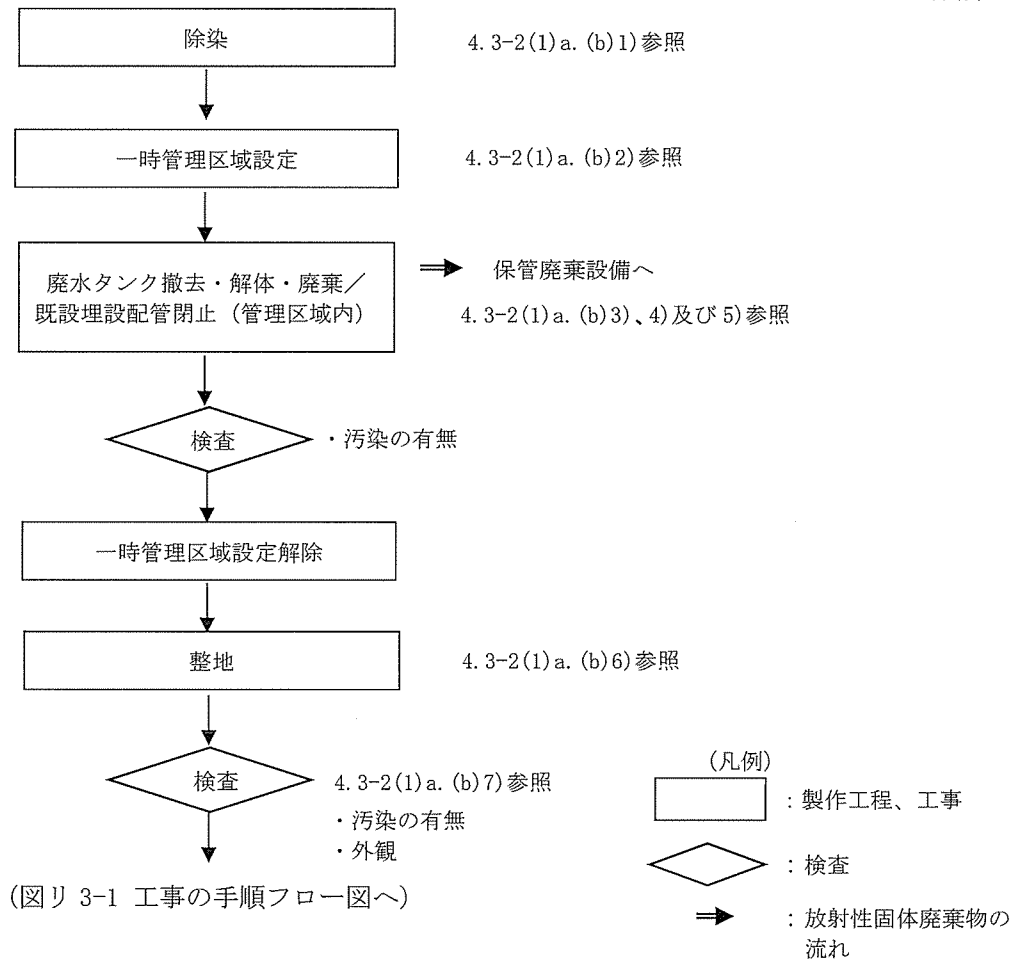 除染
4.3-2(1)a.(b)1)参照
一時管理区域設定
4.3-2(1)a.(b)2)参照
廃水タンク撤去・解体・廃棄／
既設埋設配管閉止（管理区域内）
保管廃棄設備へ
4.3-2(1)a.(b)3)、4)及び5)参照
検査
・汚染の有無
一時管理区域設定解除
整地
4.3-2(1)a.(b)6)参照
検査
4.3-2(1)a.(b)7)参照
・汚染の有無
・外観
(図リ 3-1 工事の手順フロー図へ)
(凡例)
：製作工程、工事
：検査
：放射性固体廃棄物の
流れ